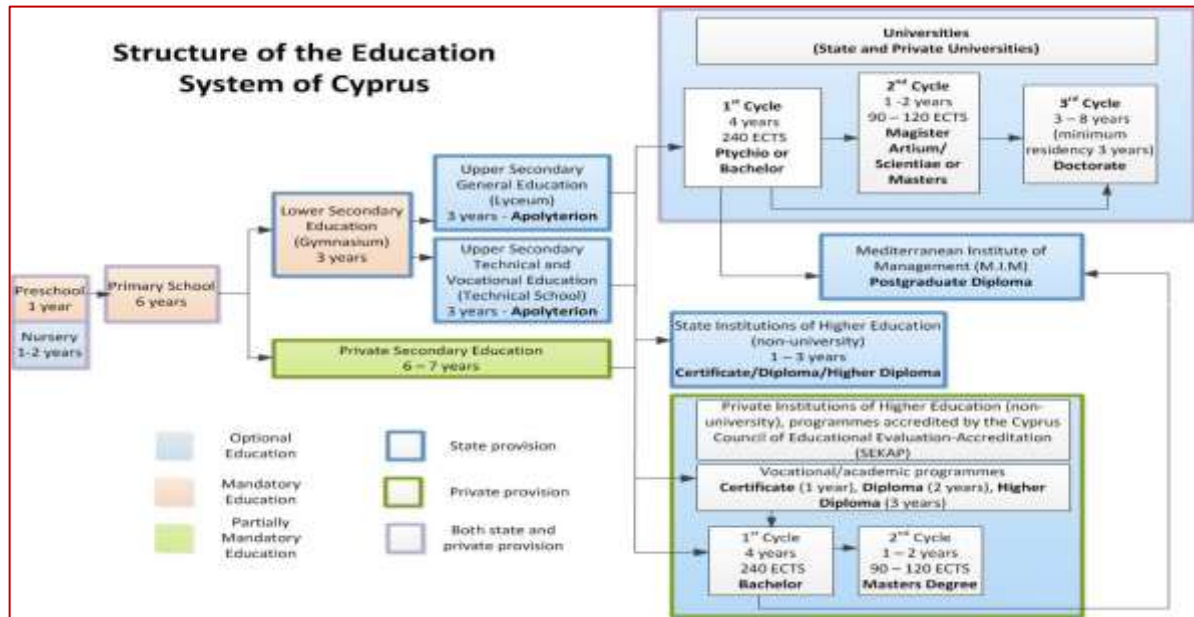 Structure of the Education
System of Cyprus
Universities
(State and Private Universities)
1st Cycle
4 years
240 ECTS
Ptychio or
Bachelor
2nd Cycle
1 -2 years
90 – 120 ECTS
Magister
Artium/
Scientiae or
Masters
3rd Cycle
3 – 8 years
(minimum
residency 3 years)
Doctorate
Upper Secondary
General Education
(Lyceum)
3 years - Apolyterion
Lower Secondary
Education
(Gymnasium)
3 years
Upper Secondary
Technical and
Vocational Education
(Technical School)
3 years - Apolyterion
Mediterranean Institute of
Management (M.I.M)
Postgraduate Diploma
Preschool
1 year
Nursery
1-2 years
Primary School
6 years
Private Secondary Education
6 – 7 years
State Institutions of Higher Education
(non-university)
1 – 3 years
Certificate/Diploma/Higher Diploma
Private Institutions of Higher Education (non-
university), programmes accredited by the Cyprus
Council of Educational Evaluation-Accreditation
(SEKAP)
Vocational/academic programmes
Certificate (1 year), Diploma (2 years), Higher
Diploma (3 years)
1st Cycle
4 years
240 ECTS
Bachelor
2nd Cycle
1 – 2 years
90 – 120 ECTS
Masters Degree
Optional
Education
Mandatory
Education
Partially
Mandatory
Education
State provision
Private provision
Both state and
private provision